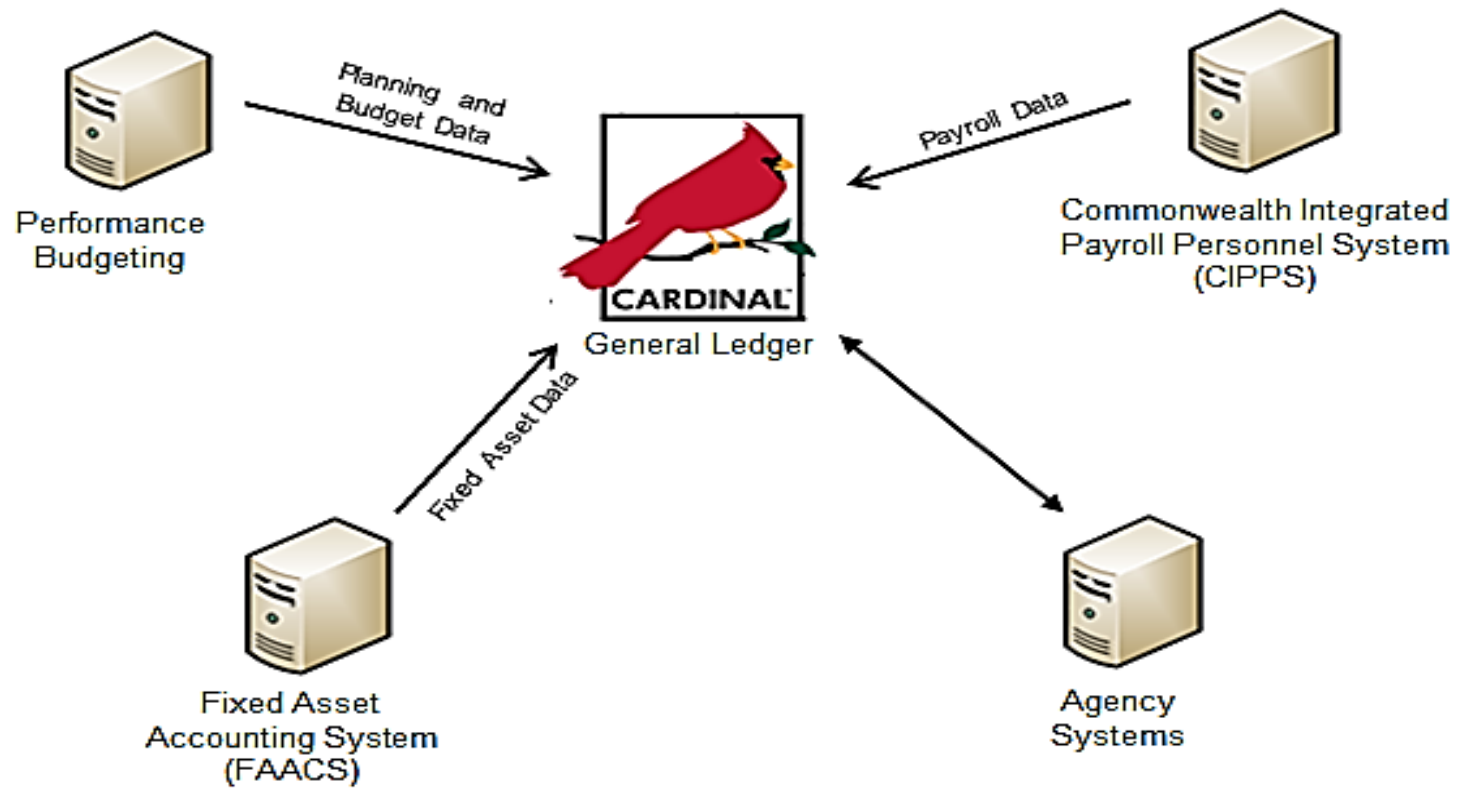 Planning and
Budget Data
Payroll Data
Performance
Budgeting
Commonwealth Integrated
Payroll Personnel System
(CIPPS)
CARDINAL™
General Ledger
Fixed Asset Data
Fixed Asset
Accounting System
(FAACS)
Agency
Systems